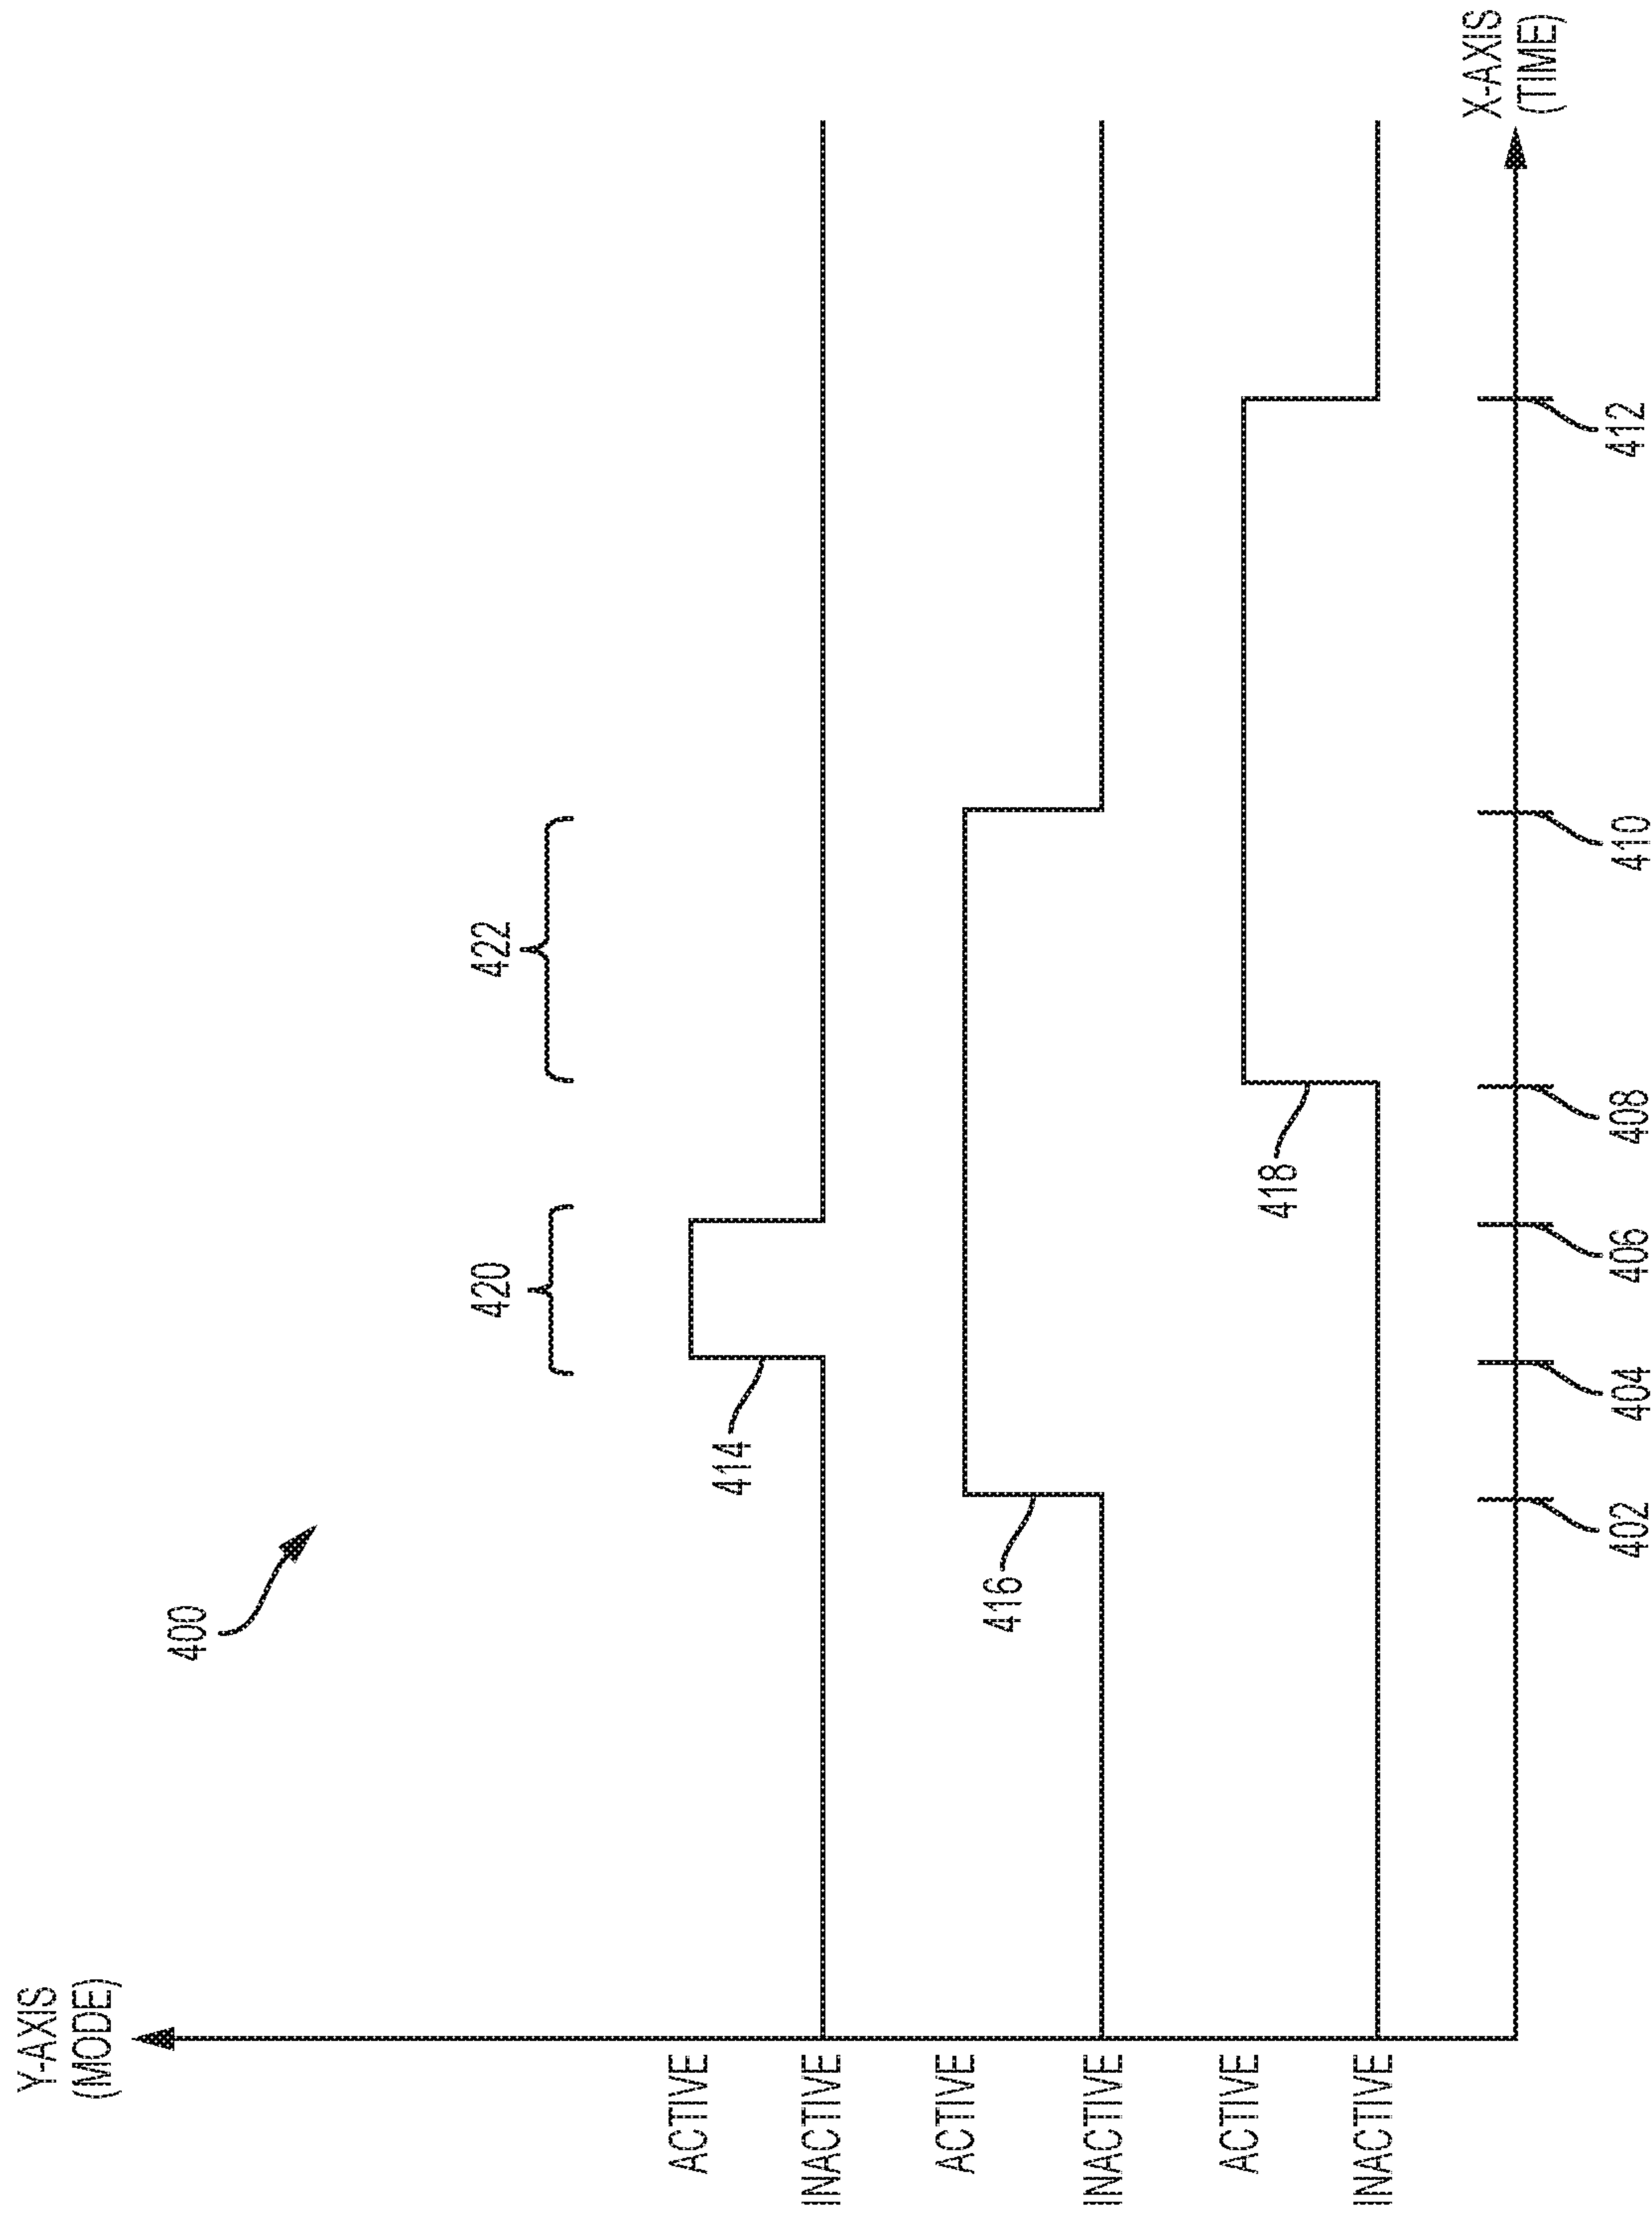 Y-AXIS
(MODE)
400
420
422
ACTIVE
414
INACTIVE
ACTIVE
416
INACTIVE
ACTIVE
418
INACTIVE
X-AXIS
(TIME)
402
404
406
408
410
412